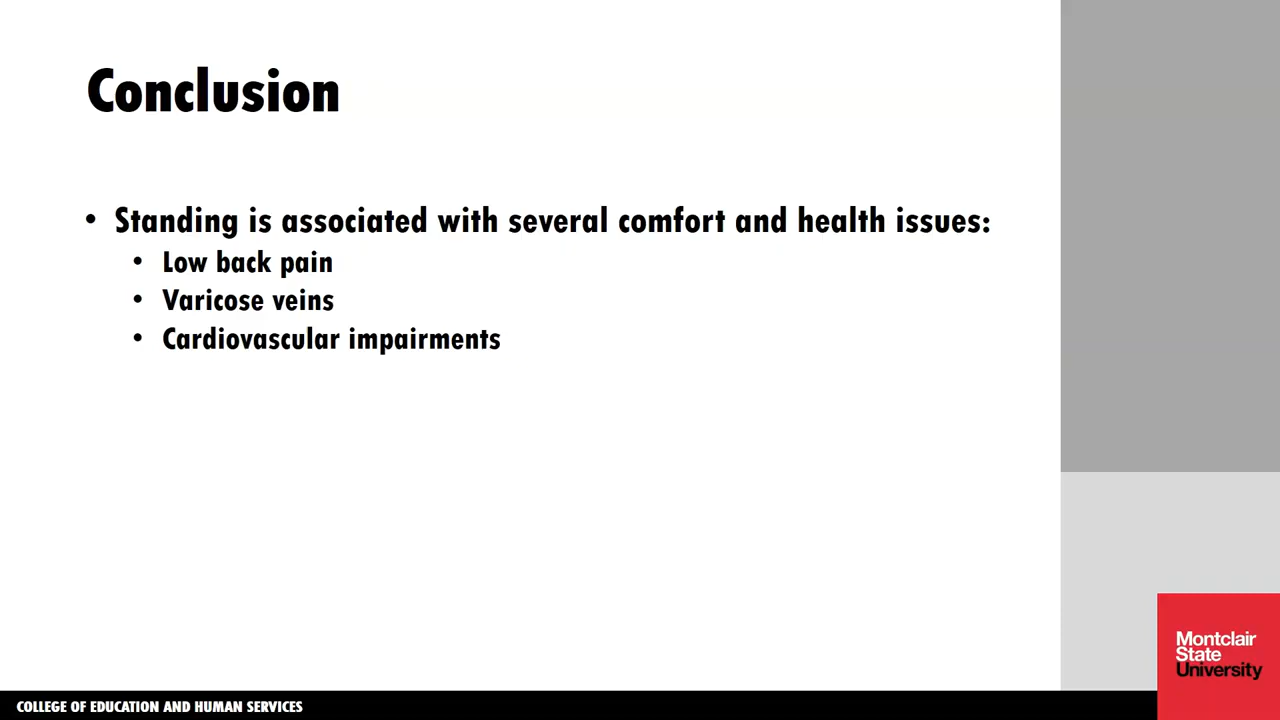 Conclusion
• Standing is associated with several comfort and health issues:
• Low back pain
• Varicose veins
• Cardiovascular impairments
Montclair
State
University
COLLEGE OF EDUCATION AND HUMAN SERVICES